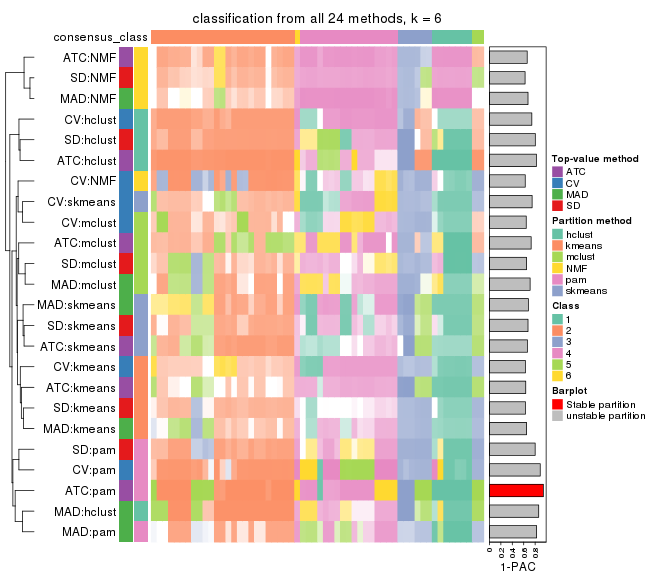 classification from all 24 methods, k = 6
consensus_class
ATC:NMF
SD:NMF
MAD:NMF
CV:hclust
SD:hclust
ATC:hclust
CV:NMF
CV:skmeans
CV:mclust
ATC:mclust
SD:mclust
MAD:mclust
MAD:skmeans
SD:skmeans
ATC:skmeans
CV:kmeans
ATC:kmeans
SD:kmeans
MAD:kmeans
SD:pam
CV:pam
ATC:pam
MAD:hclust
MAD:pam
0 0.2 0.4 0.6 0.8
1-PAC
Top-value method
ATC
CV
MAD
SD
Partition method
hclust
kmeans
mclust
NMF
pam
skmeans
Class
1
2
3
4
5
6
Barplot
Stable partition
unstable partition